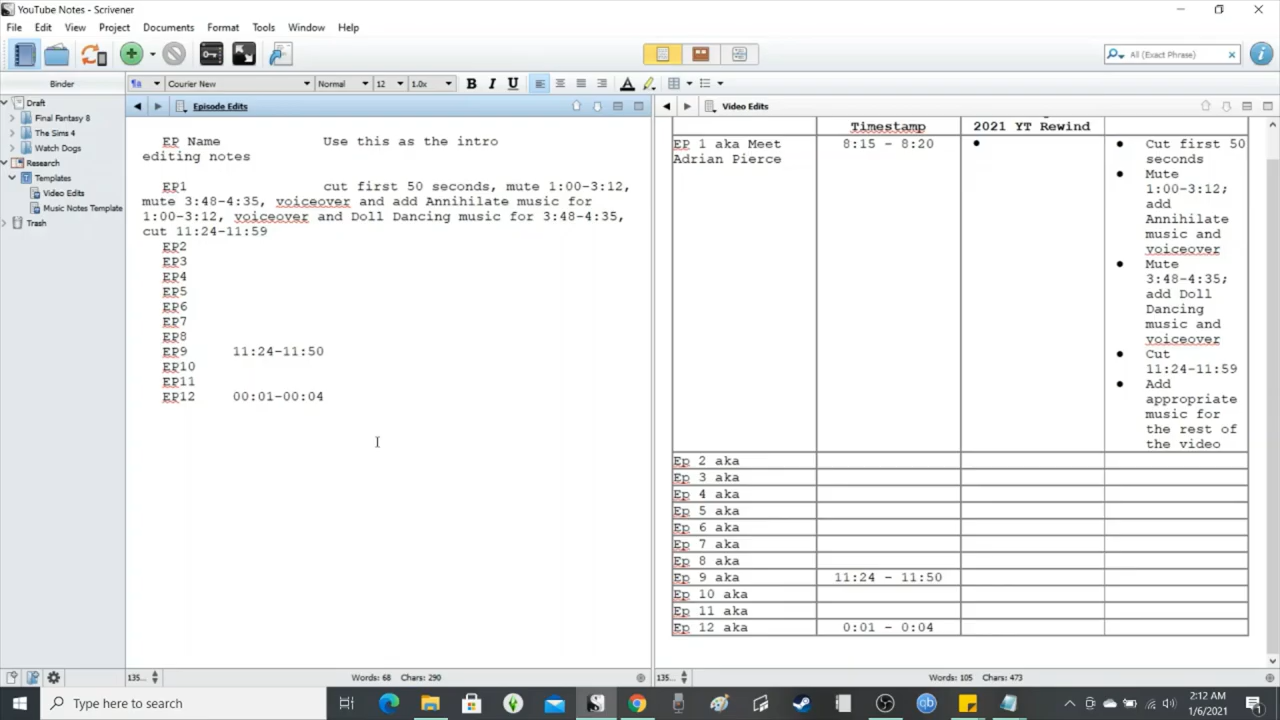 YouTube Notes - Scrivener
File Edit View Project Documents Format Tools Window Help
All (Exact Phrase)
Binder
Courier New Normal 12 1.0x B I U A
Draft
Final Fantasy 8
The Sims 4
Watch Dogs
Research
Templates
Video Edits
Music Notes Template
Trash
Episode Edits
EP Name Use this as the intro
editing notes
EP1 cut first 50 seconds, mute 1:00-3:12,
mute 3:48-4:35, voiceover and add Annihilate music for
1:00-3:12, voiceover and Doll Dancing music for 3:48-4:35,
cut 11:24-11:59
EP2
EP3
EP4
EP5
EP6
EP7
EP8
EP9 11:24-11:50
EP10
EP11
EP12 00:01-00:04
135... Words: 68 Chars: 290
Video Edits
Timestamp 2021 YT Rewind
EP 1 aka Meet 8:15 - 8:20 • • Cut first 50
Adrian Pierce seconds
• Mute
1:00-3:12;
add
Annihilate
music and
voiceover
• Mute
3:48-4:35;
add Doll
Dancing
music and
voiceover
• Cut
11:24-11:59
• Add
appropriate
music for
the rest of
the video
Ep 2 aka
Ep 3 aka
Ep 4 aka
Ep 5 aka
Ep 6 aka
Ep 7 aka
Ep 8 aka
Ep 9 aka 11:24 - 11:50
Ep 10 aka
Ep 11 aka
Ep 12 aka 0:01 - 0:04
135... Words: 105 Chars: 473
Type here to search
qb
2:12 AM
1/6/2021